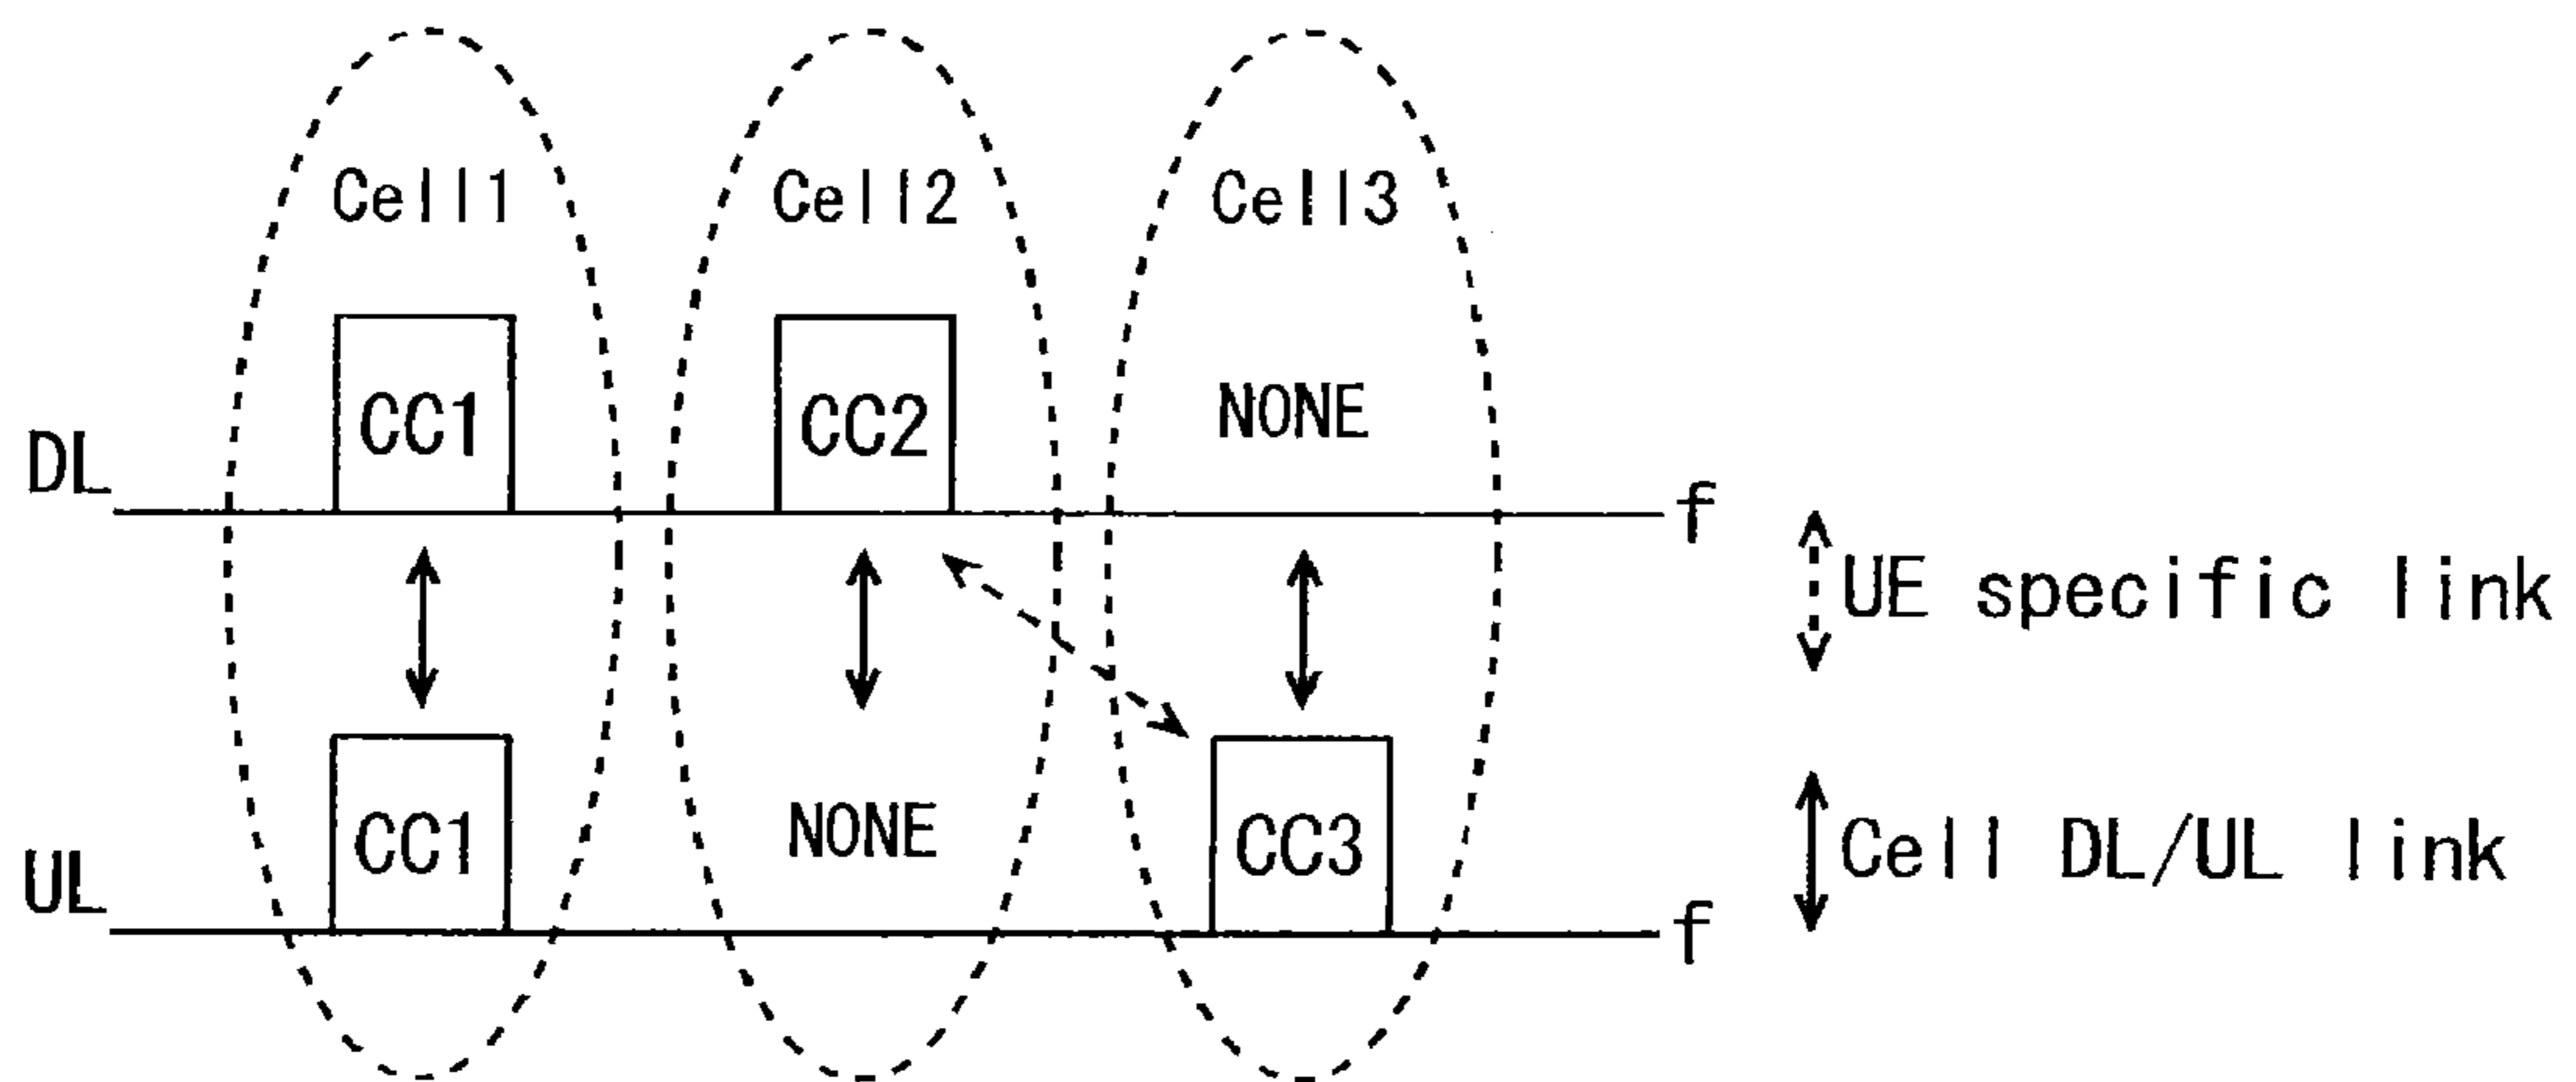 Cell1 Cell2 Cell3
CC1 CC2 NONE
DL f
UE specific link
CC1 NONE CC3
Cell DL/UL link
UL f